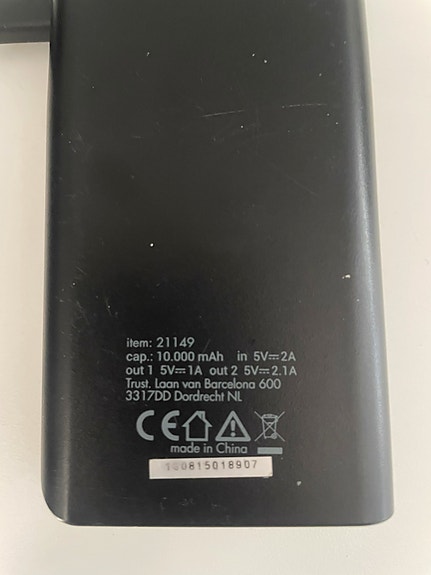 item: 21149
cap.: 10.000 mAh in 5V⎓2A
out 1 5V⎓1A out 2 5V⎓2,1A
Trust. Laan van Barcelona 600
3317DD Dordrecht NL
CE
made in China